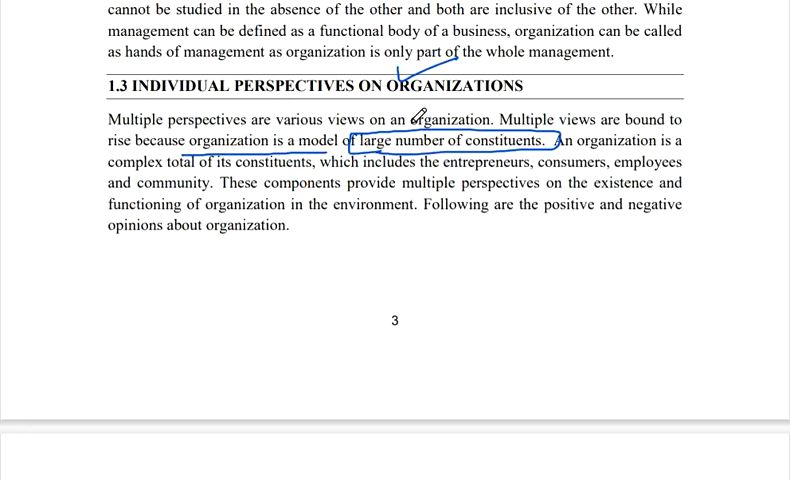 cannot be studied in the absence of the other and both are inclusive of the other. While
management can be defined as a functional body of a business, organization can be called
as hands of management as organization is only part of the whole management.
1.3 INDIVIDUAL PERSPECTIVES ON ORGANIZATIONS
Multiple perspectives are various views on an organization. Multiple views are bound to
rise because organization is a model of large number of constituents. An organization is a
complex total of its constituents, which includes the entrepreneurs, consumers, employees
and community. These components provide multiple perspectives on the existence and
functioning of organization in the environment. Following are the positive and negative
opinions about organization.
3